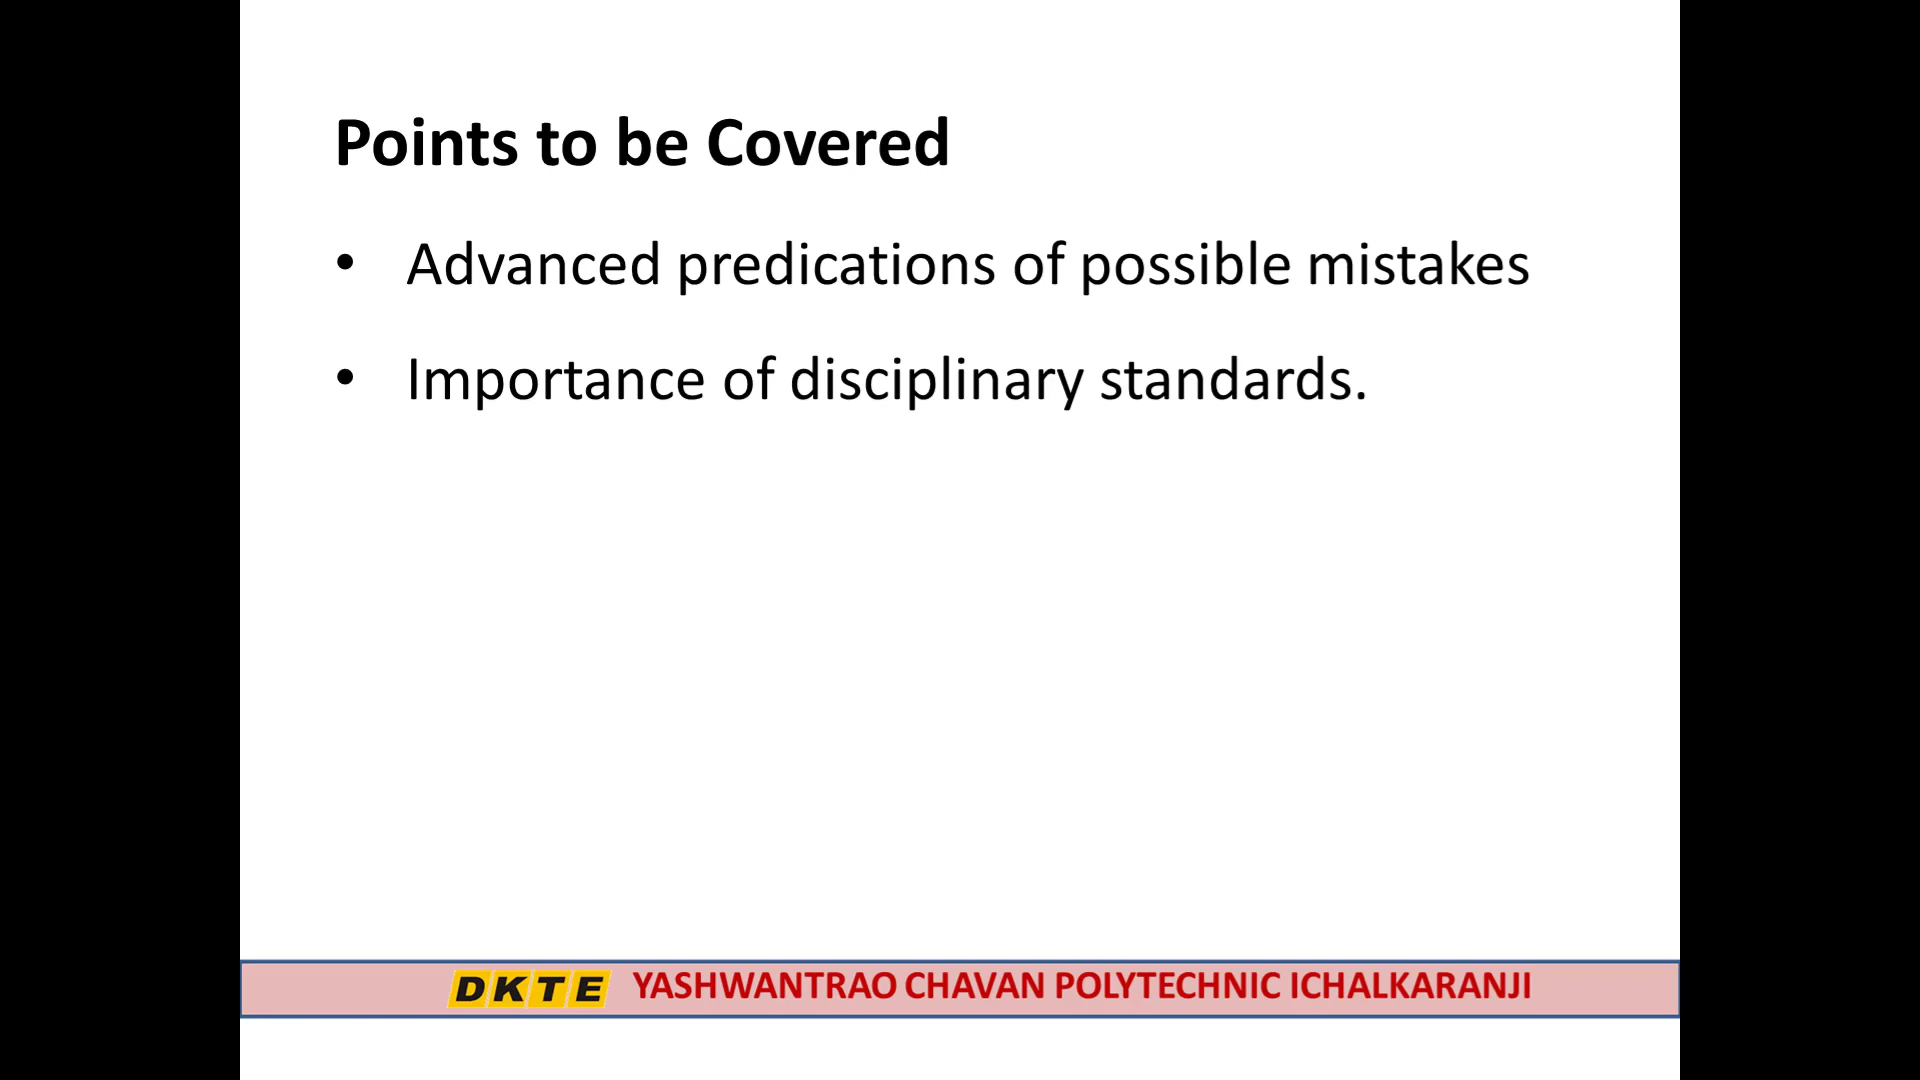 Points to be Covered
• Advanced predications of possible mistakes
• Importance of disciplinary standards.
DKTE YASHWANTRAO CHAVAN POLYTECHNIC ICHALKARANJI